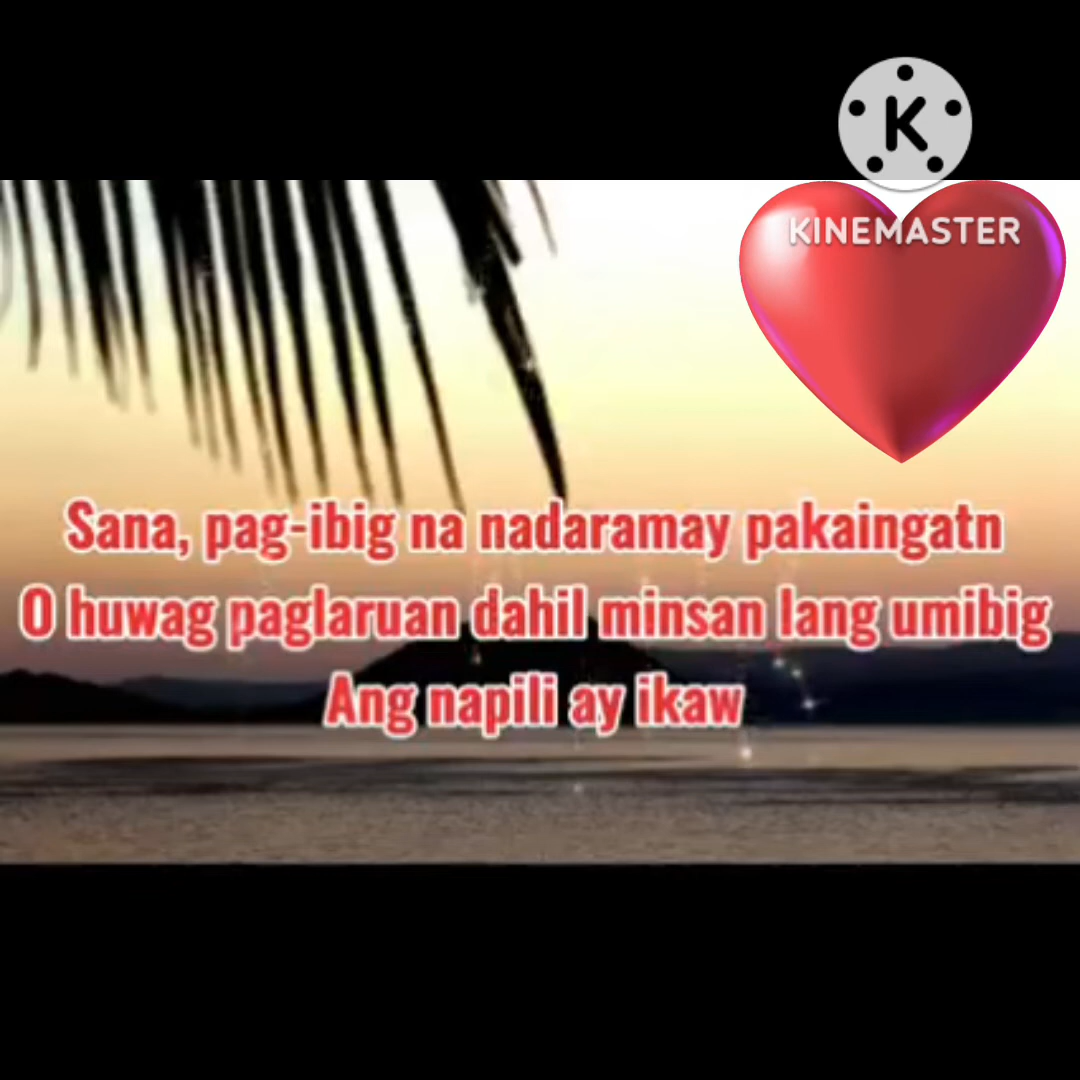 K
KINEMASTER
Sana, pag-ibig na nadaramay pakaingatn
O huwag paglaruan dahil minsan lang umibig
Ang napili ay ikaw